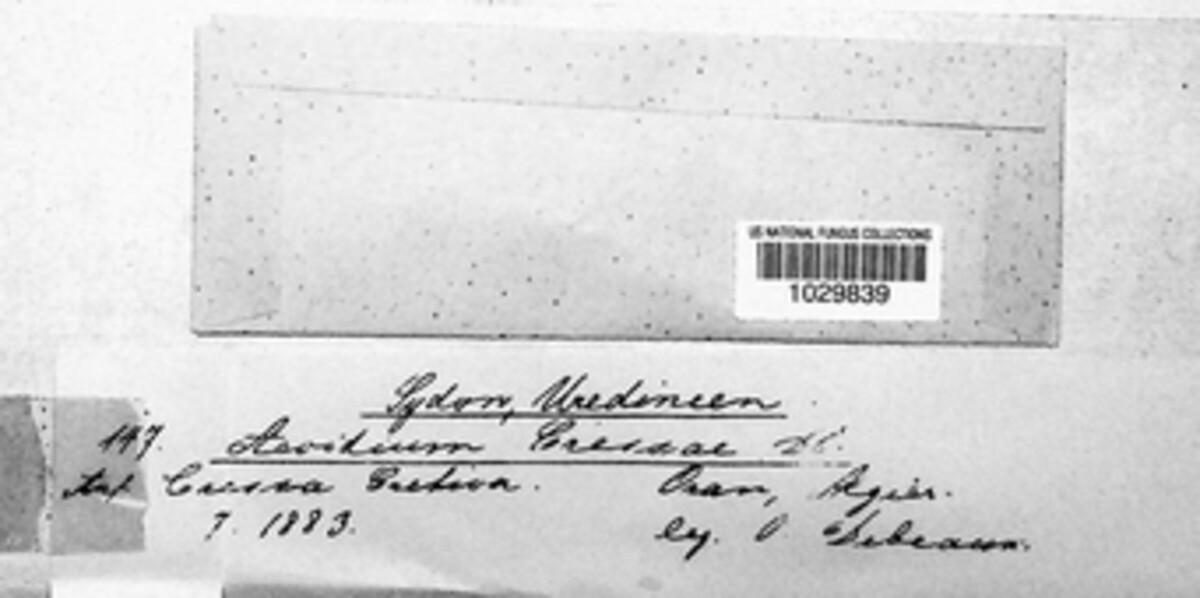 US NATIONAL FUNGUS COLLECTIONS
1029839
Sydow, Uredineen
147. Aecidium Cressae DC.
Auf Cressa Cretica. Oran, Algier.
7. 1883. leg. O. Debeaux.